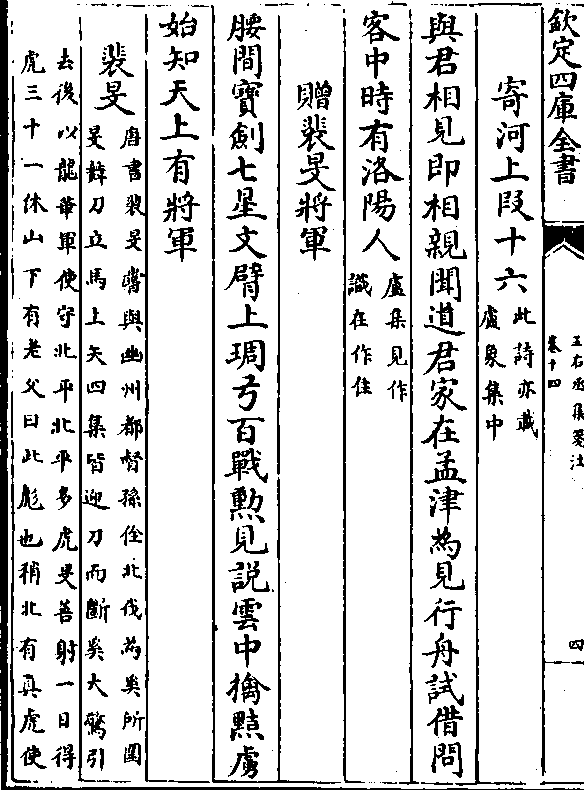 欽定四庫全書
王右丞集箋注
卷十四
四
寄河上段十六此詩亦載
盧象集中
與君相見即相親聞道君家在孟津為見行舟試借問
客中時有洛陽人盧集見作
識在作住
贈裴旻將軍
腰間寶劍七星文臂上琱弓百戰勲見說雲中擒黠虜
始知天上有將軍
裴旻唐書裴旻嘗與幽州都督孫佺北伐為奚所圍
旻舞刀立馬上矢四集皆迎刀而斷奚大驚引
去後以龍華軍使守北平北平多虎旻善射一日得
虎三十一休山下有老父曰此彪也稍北有真虎使